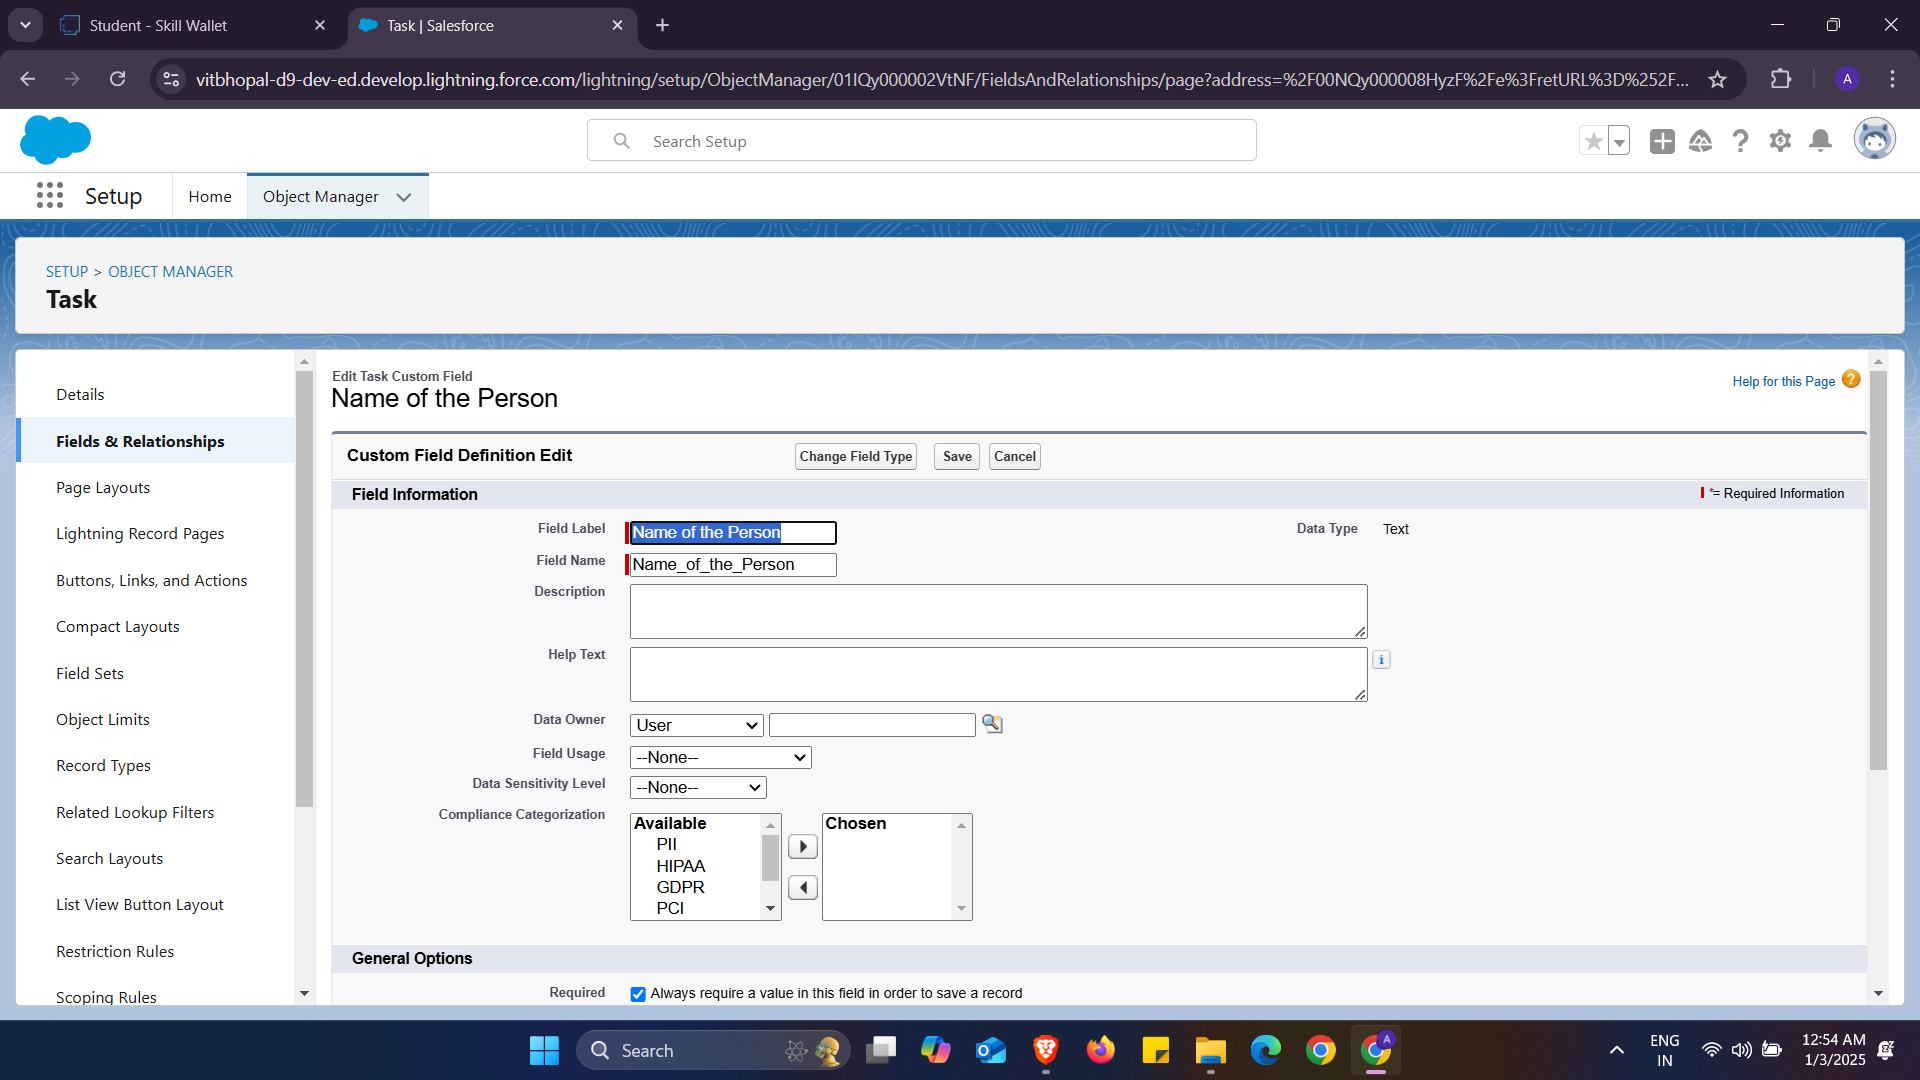 Student - Skill Wallet
Task | Salesforce
vitbhopal-d9-dev-ed.develop.lightning.force.com/lightning/setup/ObjectManager/01IQy000002VtNF/FieldsAndRelationships/page?address=%2F00NQy000008HyzF%2Fe%3FretURL%3D%252F...
A
Search Setup
Setup
Home
Object Manager
SETUP > OBJECT MANAGER
Task
Details
Fields & Relationships
Page Layouts
Lightning Record Pages
Buttons, Links, and Actions
Compact Layouts
Field Sets
Object Limits
Record Types
Related Lookup Filters
Search Layouts
List View Button Layout
Restriction Rules
Scoping Rules
Edit Task Custom Field
Name of the Person
Help for this Page ?
Custom Field Definition Edit
Change Field Type
Save
Cancel
Field Information
*= Required Information
Field Label
Name of the Person
Data Type
Text
Field Name
Name_of_the_Person
Description
Help Text
i
Data Owner
User
Field Usage
--None--
Data Sensitivity Level
--None--
Compliance Categorization
Available
PII
HIPAA
GDPR
PCI
Chosen
General Options
Required
Always require a value in this field in order to save a record
Search
A
ENG
IN
12:54 AM
1/3/2025